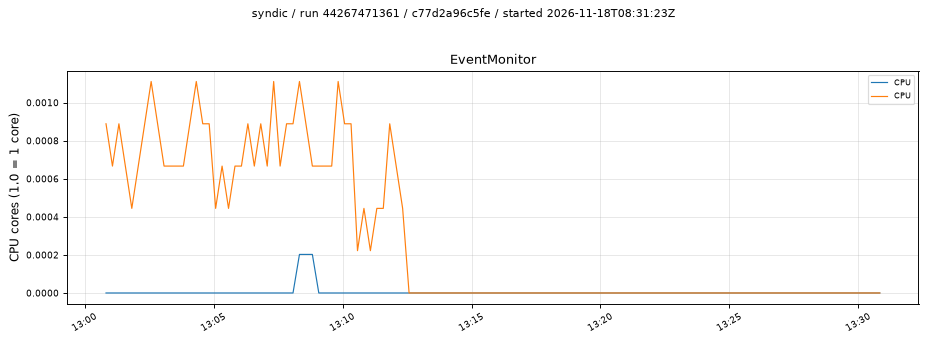 syndic / run 44267471361 / c77d2a96c5fe / started 2026-11-18T08:31:23Z
EventMonitor
CPU
CPU
CPU cores (1.0 = 1 core)
0.0010
0.0008
0.0006
0.0004
0.0002
0.0000
13:00
13:05
13:10
13:15
13:20
13:25
13:30